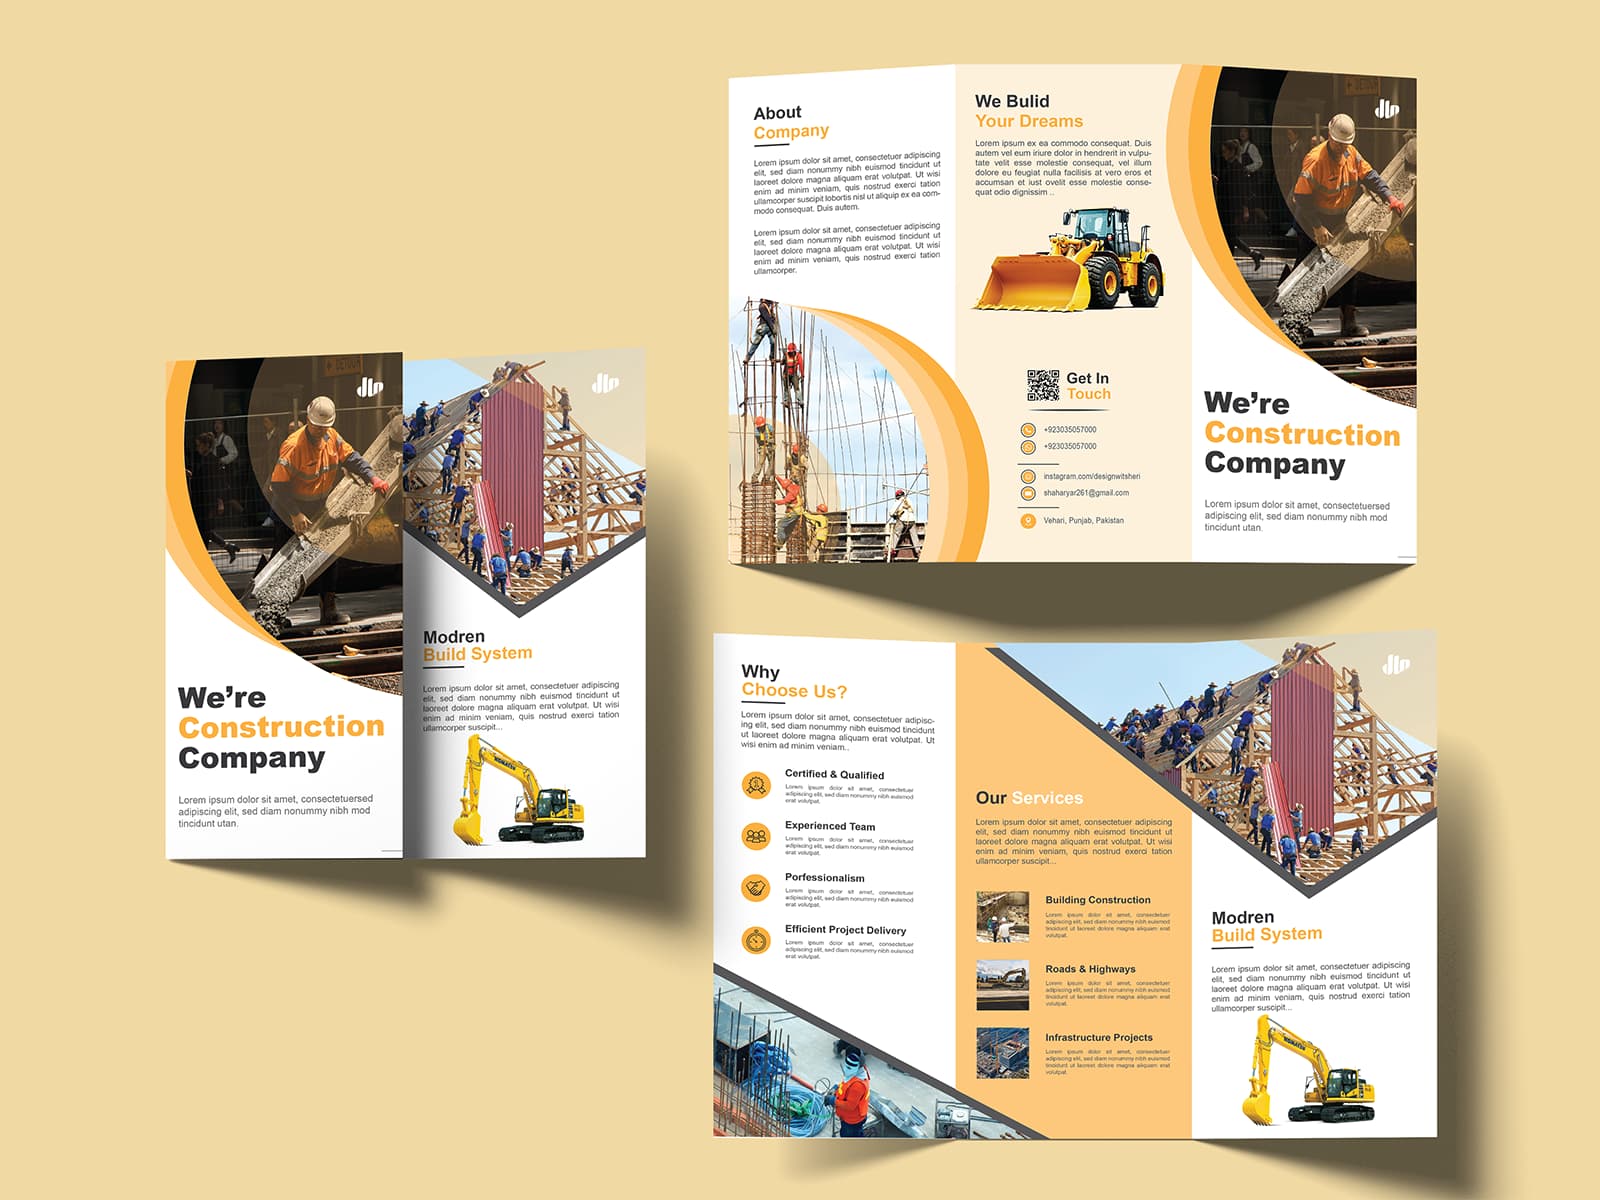 We're
Construction
Company
Lorem ipsum dolor sit amet, consectetuersed
adipiscing elit, sed diam nonummy nibh mod
tincidunt utan.
DETOUR
Modren
Build System
Lorem ipsum dolor sit amet, consectetuer adipiscing
elit, sed diam nonummy nibh euismod tincidunt ut
laoreet dolore magna aliquam erat volutpat. Ut wisi
enim ad minim veniam, quis nostrud exerci tation
ullamcorper suscipit...
KOMATSU
About
Company
Lorem ipsum dolor sit amet, consectetuer adipiscing
elit, sed diam nonummy nibh euismod tincidunt ut
laoreet dolore magna aliquam erat volutpat. Ut wisi
enim ad minim veniam, quis nostrud exerci tation
ullamcorper suscipit lobortis nisl ut aliquip ex ea com-
modo consequat. Duis autem.
Lorem ipsum dolor sit amet, consectetuer adipiscing
elit, sed diam nonummy nibh euismod tincidunt ut
laoreet dolore magna aliquam erat volutpat. Ut wisi
enim ad minim veniam, quis nostrud exerci tation
ullamcorper.
We Bulid
Your Dreams
Lorem ipsum ex ea commodo consequat. Duis
autem vel eum iriure dolor in hendrerit in vulpu-
tate velit esse molestie consequat, vel illum
dolore eu feugiat nulla facilisis at vero eros et
accumsan et iust ovelit esse molestie conse-
quat odio dignissim ..
Get In
Touch
+923035057000
+923035057000
instagram.com/designwitsheri
shaharyar261@gmail.com
Vehari, Punjab, Pakistan
We're
Construction
Company
Lorem ipsum dolor sit amet, consectetuersed
adipiscing elit, sed diam nonummy nibh mod
tincidunt utan.
Why
Choose Us?
Lorem ipsum dolor sit amet, consectetuer adipisc-
ing elit, sed diam nonummy nibh euismod tincidunt
ut laoreet dolore magna aliquam erat volutpat. Ut
wisi enim ad minim veniam..
Certified & Qualified
Lorem ipsum dolor sit amet, consectetuer
adipiscing elit, sed diam nonummy nibh euismod
erat volutpat.
Experienced Team
Lorem ipsum dolor sit amet, consectetuer
adipiscing elit, sed diam nonummy nibh euismod
erat volutpat.
Porfessionalism
Lorem ipsum dolor sit amet, consectetuer
adipiscing elit, sed diam nonummy nibh euismod
erat volutpat.
Efficient Project Delivery
Lorem ipsum dolor sit amet, consectetuer
adipiscing elit, sed diam nonummy nibh euismod
erat volutpat.
Our Services
Lorem ipsum dolor sit amet, consectetuer adipiscing
elit, sed diam nonummy nibh euismod tincidunt ut
laoreet dolore magna aliquam erat volutpat. Ut wisi
enim ad minim veniam, quis nostrud exerci tation
ullamcorper suscipit...
Building Construction
Lorem ipsum dolor sit amet, consectetuer
adipiscing elit, sed diam nonummy nibh euismod
tincidunt ut laoreet dolore magna aliquam erat
volutpat.
Roads & Highways
Lorem ipsum dolor sit amet, consectetuer
adipiscing elit, sed diam nonummy nibh euismod
tincidunt ut laoreet dolore magna aliquam erat
volutpat.
Infrastructure Projects
Lorem ipsum dolor sit amet, consectetuer
adipiscing elit, sed diam nonummy nibh euismod
tincidunt ut laoreet dolore magna aliquam erat
volutpat.
Modren
Build System
Lorem ipsum dolor sit amet, consectetuer adipiscing
elit, sed diam nonummy nibh euismod tincidunt ut
laoreet dolore magna aliquam erat volutpat. Ut wisi
enim ad minim veniam, quis nostrud exerci tation
ullamcorper suscipit...
KOMATSU